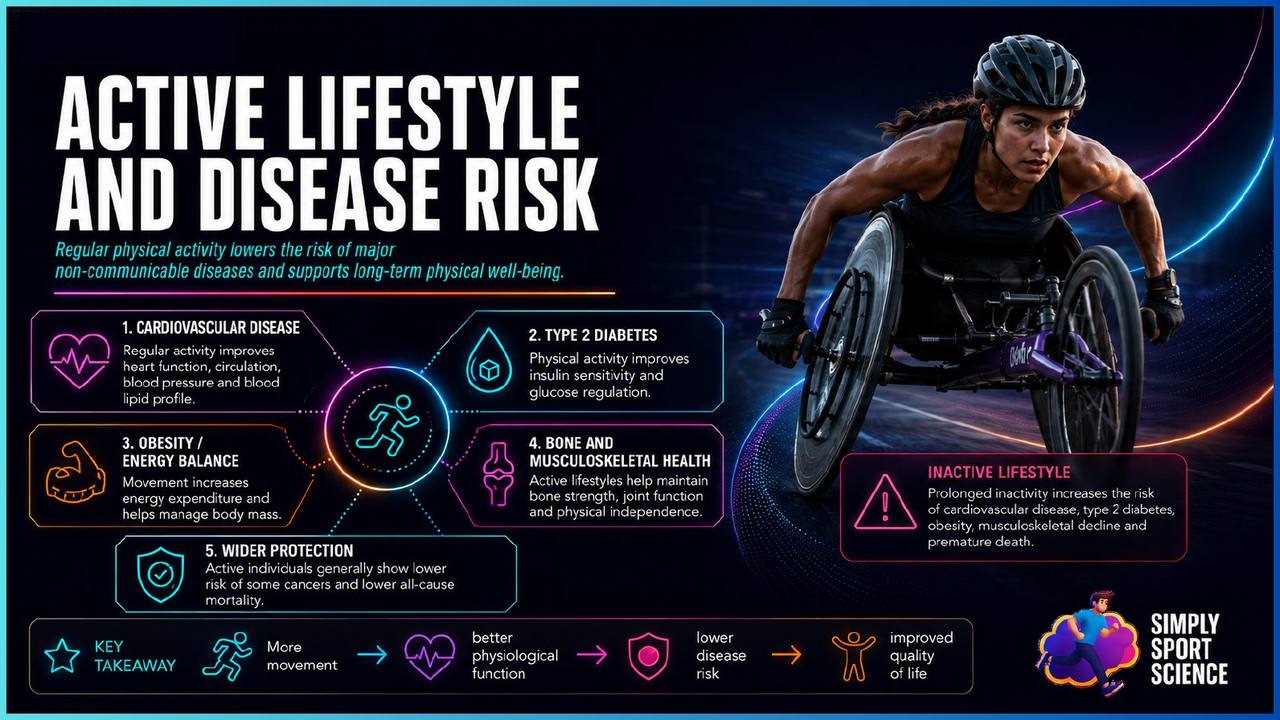 ACTIVE LIFESTYLE
AND DISEASE RISK
Regular physical activity lowers the risk of major
non-communicable diseases and supports long-term physical well-being.
1. CARDIOVASCULAR DISEASE
Regular activity improves
heart function, circulation,
blood pressure and blood
lipid profile.
2. TYPE 2 DIABETES
Physical activity improves
insulin sensitivity and
glucose regulation.
3. OBESITY /
ENERGY BALANCE
Movement increases
energy expenditure and
helps manage body mass.
4. BONE AND
MUSCULOSKELETAL HEALTH
Active lifestyles help maintain
bone strength, joint function
and physical independence.
5. WIDER PROTECTION
Active individuals generally show lower
risk of some cancers and lower all-cause
mortality.
INACTIVE LIFESTYLE
Prolonged inactivity increases the risk
of cardiovascular disease, type 2 diabetes,
obesity, musculoskeletal decline and
premature death.
KEY
TAKEAWAY
More
movement
better
physiological
function
lower
disease
risk
improved
quality
of life
SIMPLY
SPORT
SCIENCE